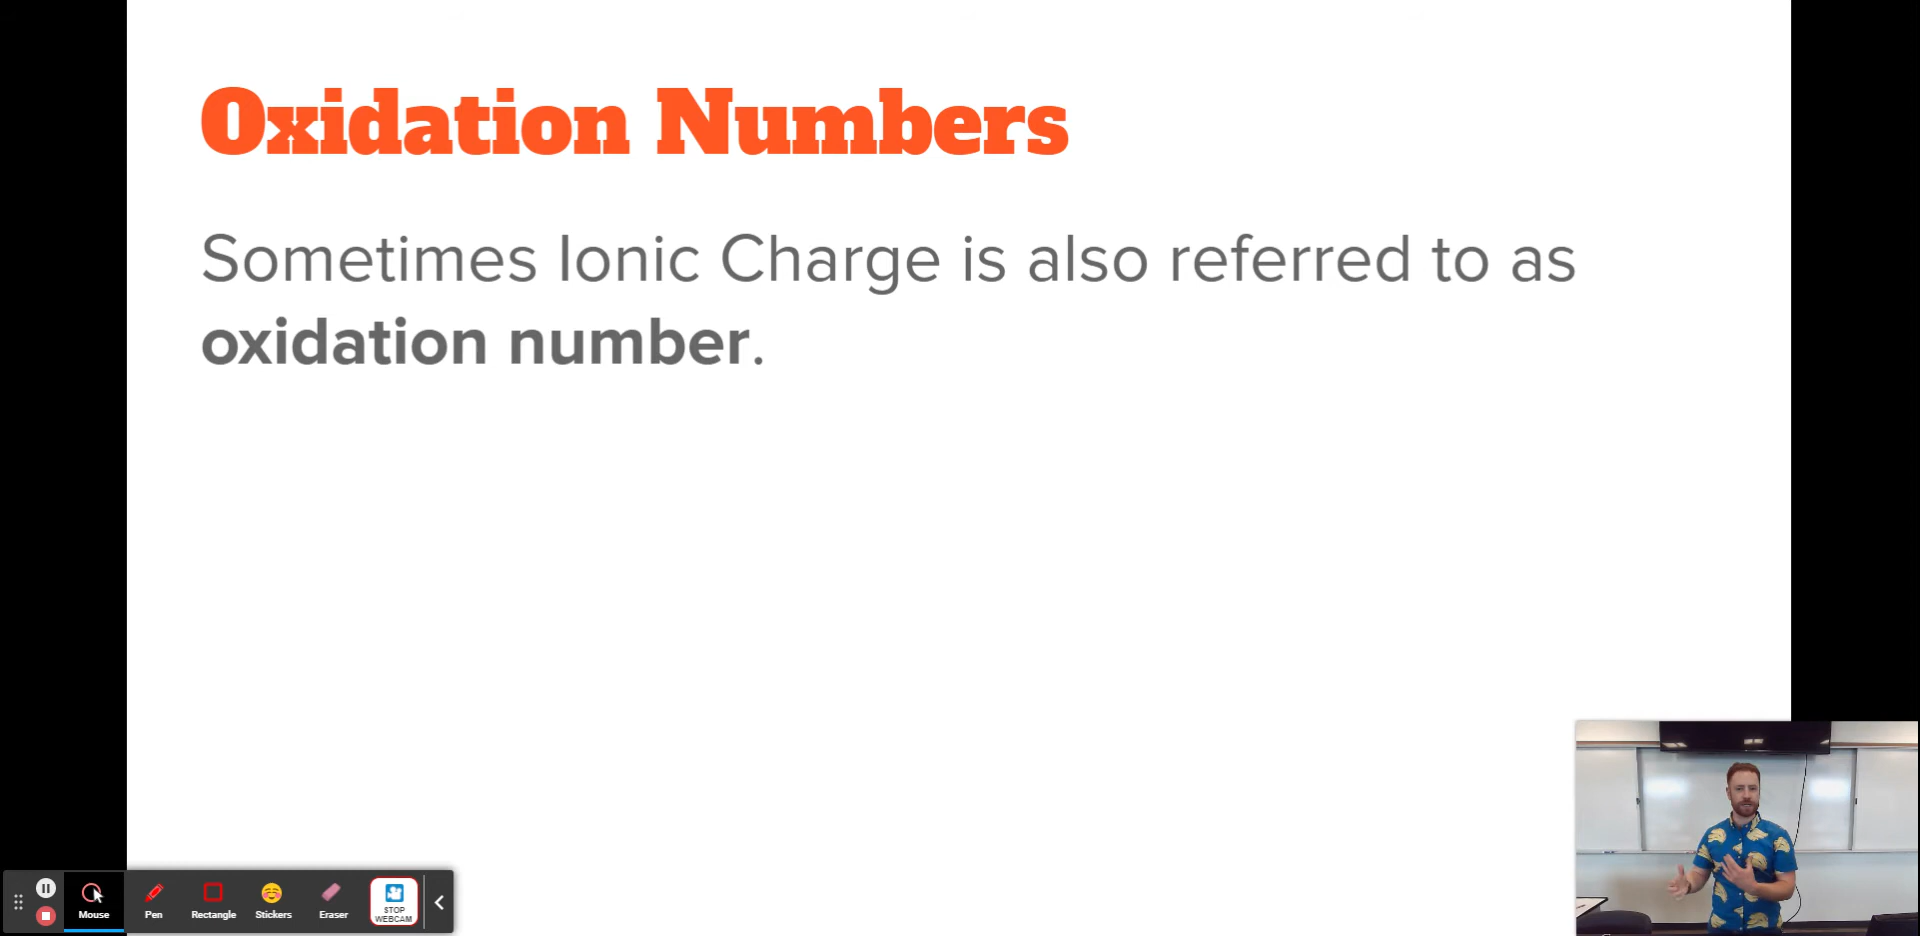 Oxidation Numbers
Sometimes Ionic Charge is also referred to as
oxidation number.
Mouse
Pen
Rectangle
Stickers
Eraser
STOP
WEBCAM